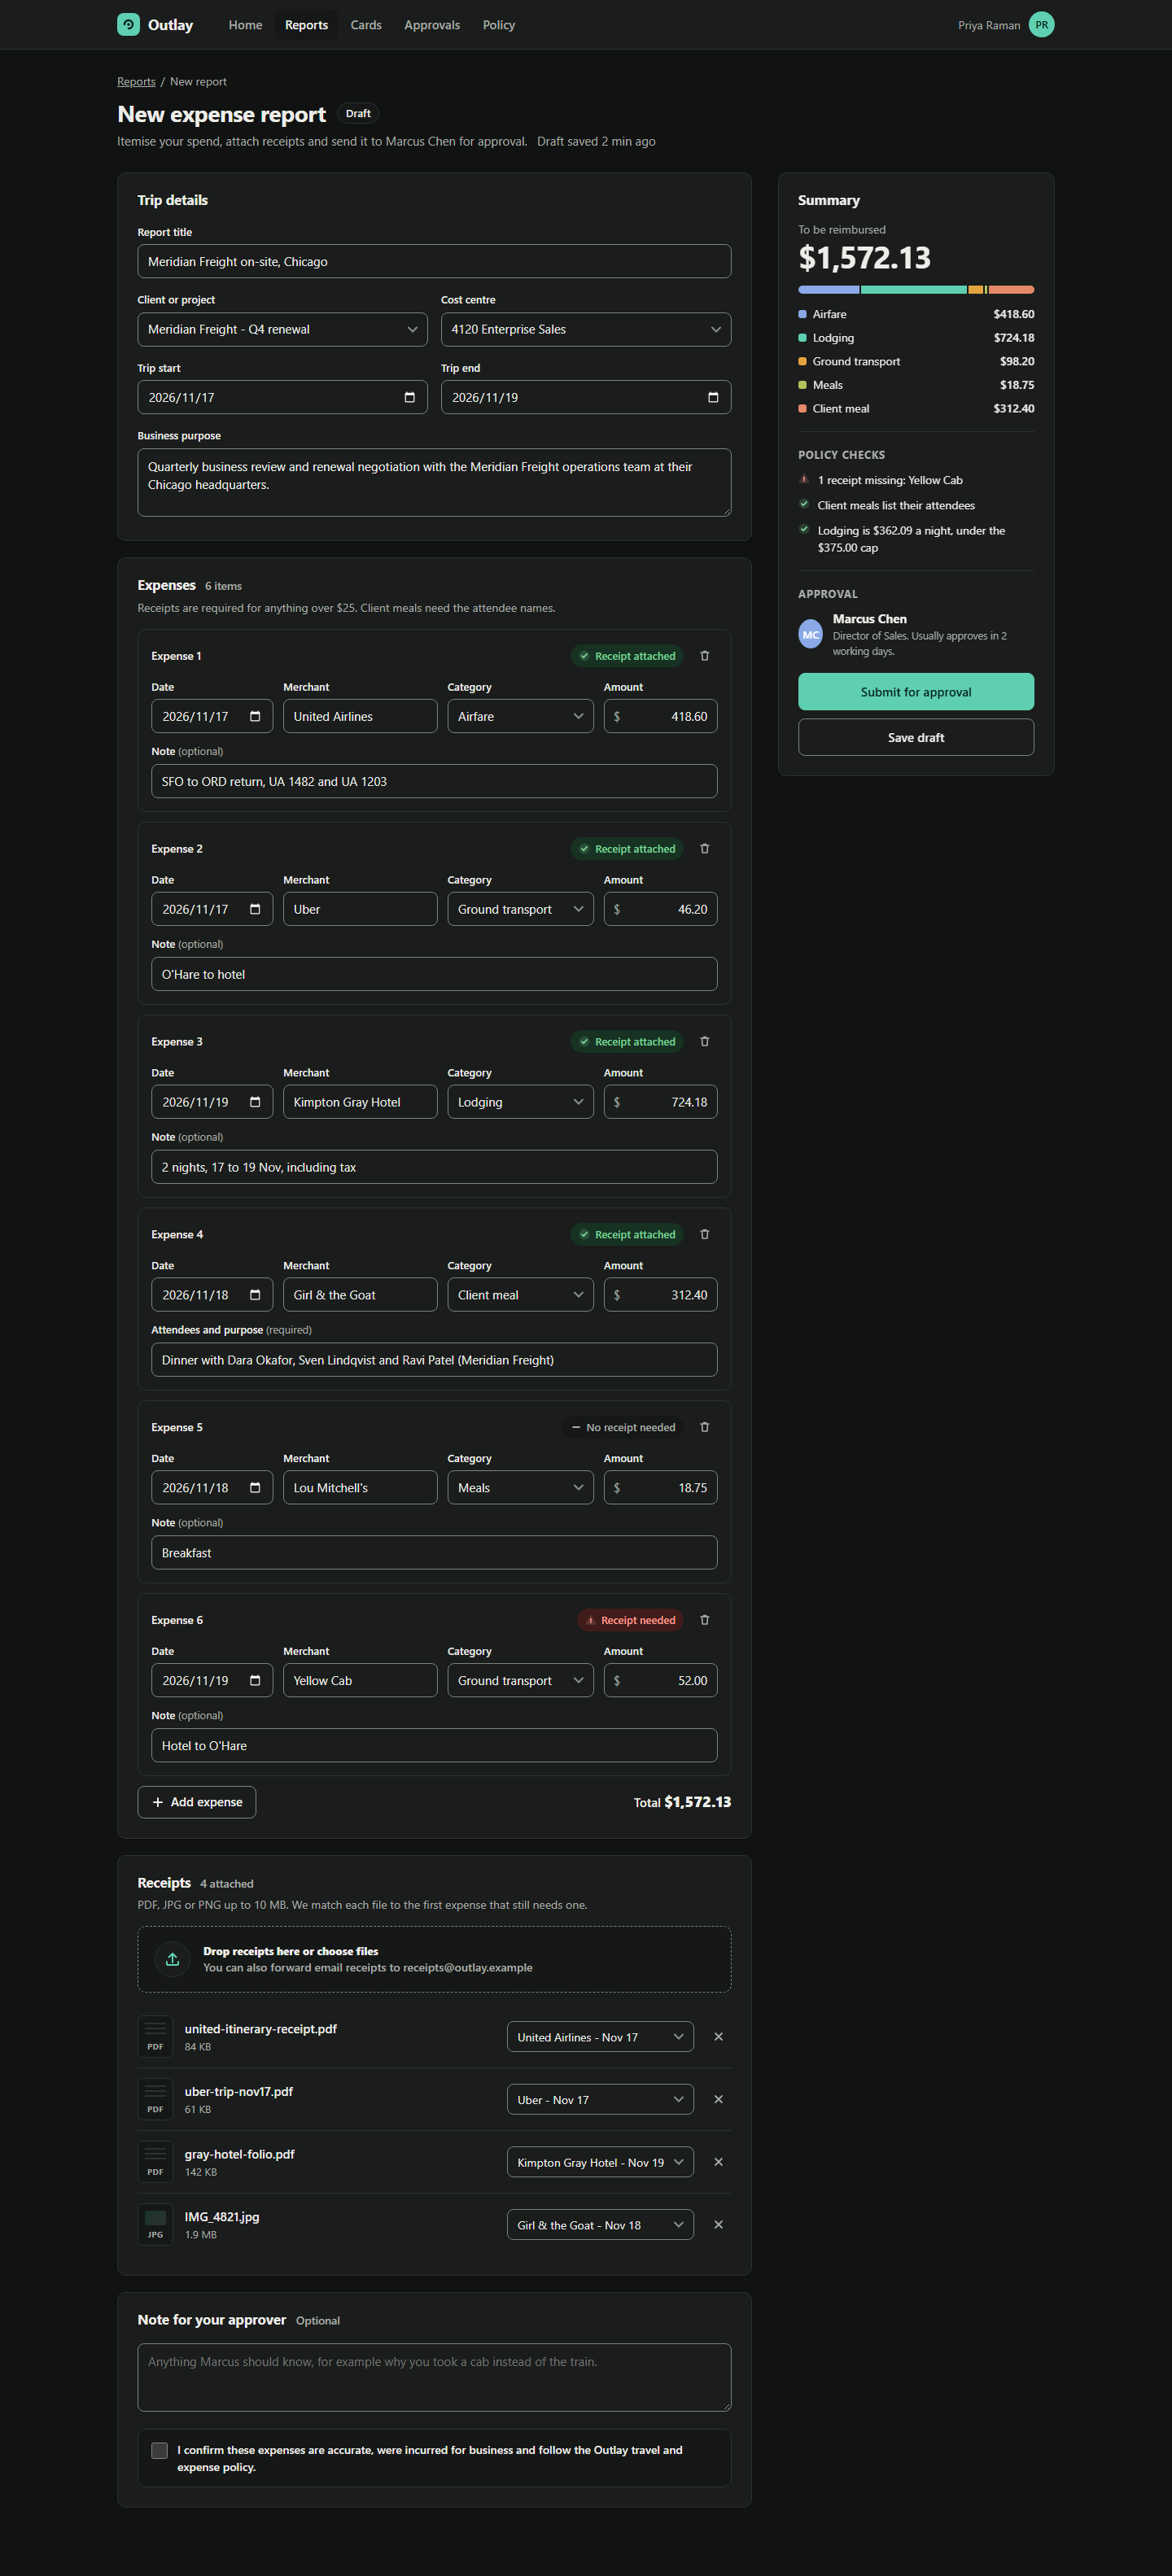 Outlay
Home
Reports
Cards
Approvals
Policy
Priya Raman
PR
Reports / New report
New expense report
Draft
Itemise your spend, attach receipts and send it to Marcus Chen for approval. Draft saved 2 min ago
Trip details
Report title
Meridian Freight on-site, Chicago
Client or project
Cost centre
Meridian Freight - Q4 renewal
4120 Enterprise Sales
Trip start
Trip end
2026/11/17
2026/11/19
Business purpose
Quarterly business review and renewal negotiation with the Meridian Freight operations team at their
Chicago headquarters.
Expenses 6 items
Receipts are required for anything over $25. Client meals need the attendee names.
Expense 1
Receipt attached
Date Merchant Category Amount
2026/11/17 United Airlines Airfare $ 418.60
Note (optional)
SFO to ORD return, UA 1482 and UA 1203
Expense 2
Receipt attached
Date Merchant Category Amount
2026/11/17 Uber Ground transport $ 46.20
Note (optional)
O'Hare to hotel
Expense 3
Receipt attached
Date Merchant Category Amount
2026/11/19 Kimpton Gray Hotel Lodging $ 724.18
Note (optional)
2 nights, 17 to 19 Nov, including tax
Expense 4
Receipt attached
Date Merchant Category Amount
2026/11/18 Girl & the Goat Client meal $ 312.40
Attendees and purpose (required)
Dinner with Dara Okafor, Sven Lindqvist and Ravi Patel (Meridian Freight)
Expense 5
No receipt needed
Date Merchant Category Amount
2026/11/18 Lou Mitchell's Meals $ 18.75
Note (optional)
Breakfast
Expense 6
Receipt needed
Date Merchant Category Amount
2026/11/19 Yellow Cab Ground transport $ 52.00
Note (optional)
Hotel to O'Hare
Add expense
Total $1,572.13
Receipts 4 attached
PDF, JPG or PNG up to 10 MB. We match each file to the first expense that still needs one.
Drop receipts here or choose files
You can also forward email receipts to receipts@outlay.example
PDF
united-itinerary-receipt.pdf
84 KB
United Airlines - Nov 17
PDF
uber-trip-nov17.pdf
61 KB
Uber - Nov 17
PDF
gray-hotel-folio.pdf
142 KB
Kimpton Gray Hotel - Nov 19
JPG
IMG_4821.jpg
1.9 MB
Girl & the Goat - Nov 18
Note for your approver Optional
Anything Marcus should know, for example why you took a cab instead of the train.
I confirm these expenses are accurate, were incurred for business and follow the Outlay travel and
expense policy.
Summary
To be reimbursed
$1,572.13
Airfare $418.60
Lodging $724.18
Ground transport $98.20
Meals $18.75
Client meal $312.40
POLICY CHECKS
1 receipt missing: Yellow Cab
Client meals list their attendees
Lodging is $362.09 a night, under the
$375.00 cap
APPROVAL
MC
Marcus Chen
Director of Sales. Usually approves in 2
working days.
Submit for approval
Save draft